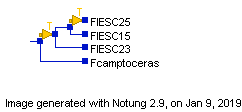 FIESC25
FIESC15
FIESC23
Fcamptoceras
Image generated with Notung 2.9, on Jan 9, 2019